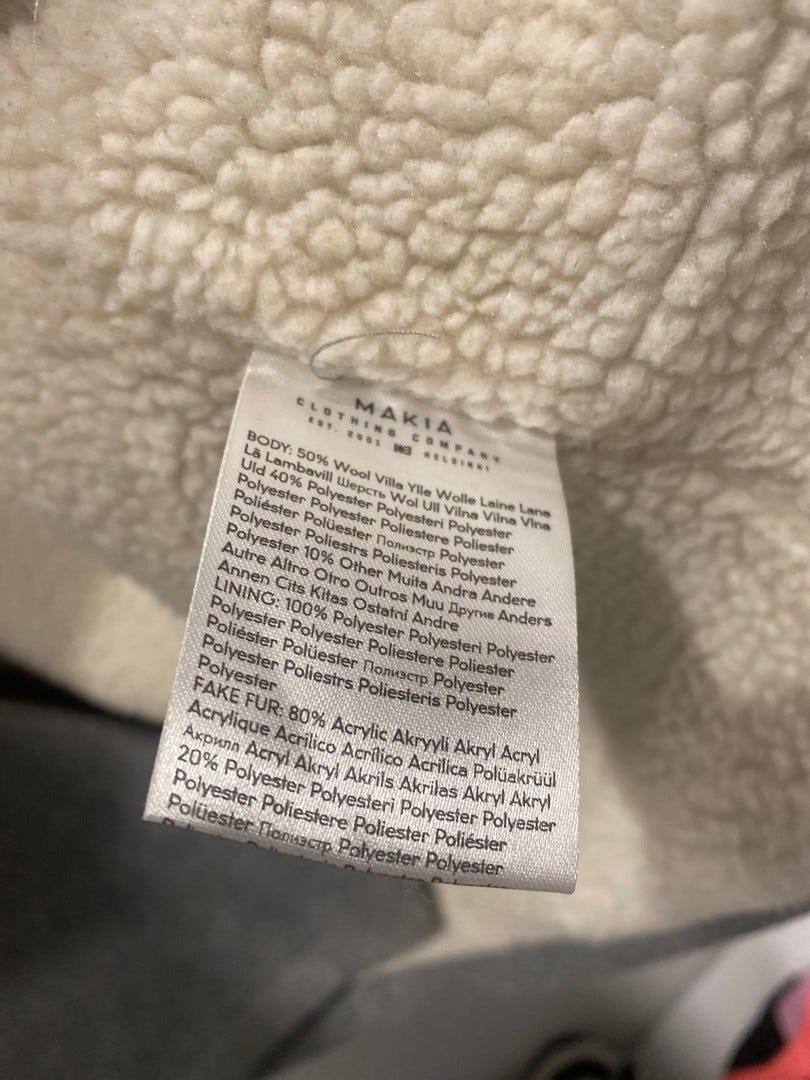 MAKIA
CLOTHING COMPANY
EST. 2001 HELSINKI
BODY: 50% Wool Villa Ylle Wolle Laine Lana
Lã Lambavill Шерсть Wol Ull Vilna Vilna Vlna
Uld 40% Polyester Polyesteri Polyester
Polyester Polyester Poliestere Poliester
Poliéster Polüester Полиэстр Polyester
Polyester Poliestrs Poliesteris Polyester
Polyester 10% Other Muita Andra Andere
Autre Altro Otro Outros Muu Другие Anders
Annen Cits Kitas Ostatní Andre
LINING: 100% Polyester Polyesteri Polyester
Polyester Polyester Poliestere Poliester
Poliéster Polüester Полиэстр Polyester
Polyester Poliestrs Poliesteris Polyester
Polyester
FAKE FUR: 80% Acrylic Akryyli Akryl Acryl
Acrylique Acrilico Acrílico Acrilica Polüakrüül
Акрилл Acryl Akryl Akrils Akrilas Akryl Akryl
20% Polyester Polyesteri Polyester Polyester
Polyester Poliestere Poliester Poliéster
Polüester Полиэстр Polyester Polyester